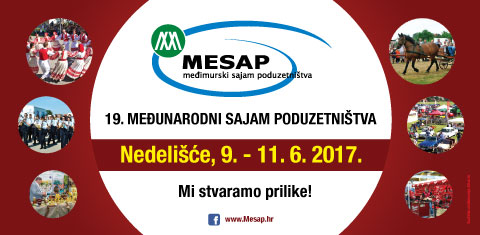 MESAP
međimurski sajam poduzetništva
19. MEĐUNARODNI SAJAM PODUZETNIŠTVA
Nedelišće, 9. - 11. 6. 2017.
Mi stvaramo prilike!
www.Mesap.hr